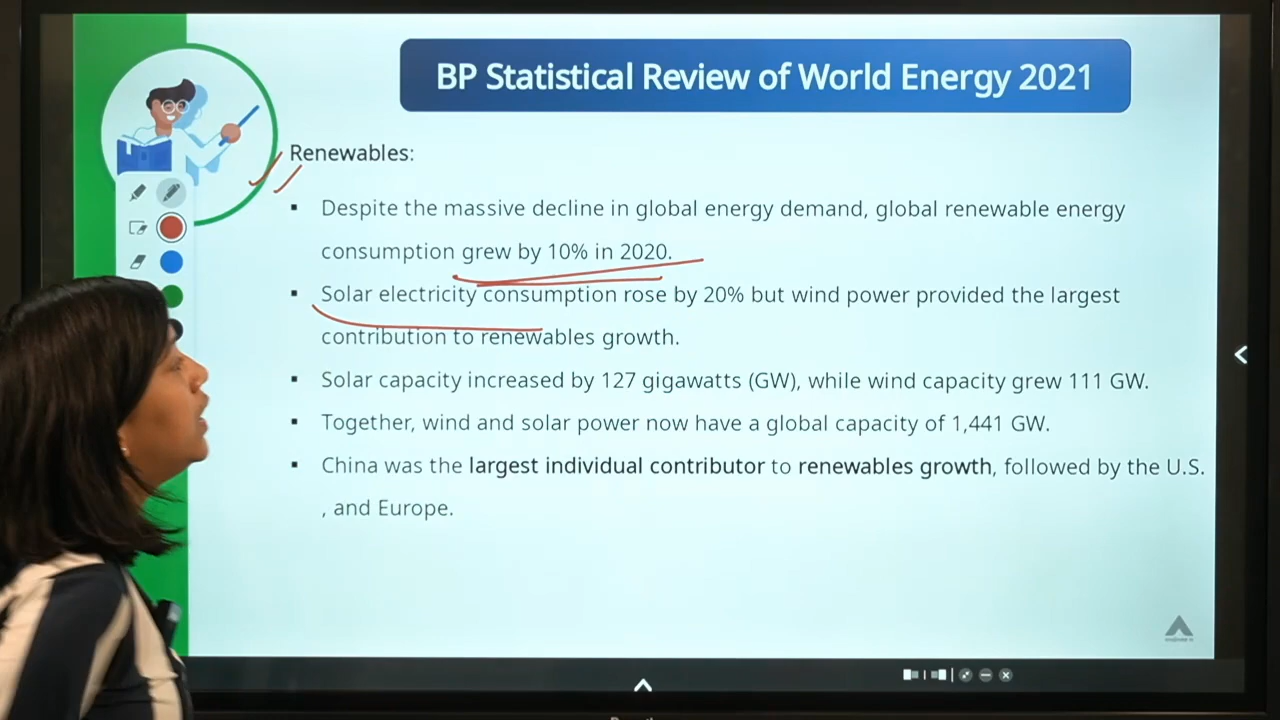 BP Statistical Review of World Energy 2021
Renewables:
▪ Despite the massive decline in global energy demand, global renewable energy
consumption grew by 10% in 2020.
▪ Solar electricity consumption rose by 20% but wind power provided the largest
contribution to renewables growth.
▪ Solar capacity increased by 127 gigawatts (GW), while wind capacity grew 111 GW.
▪ Together, wind and solar power now have a global capacity of 1,441 GW.
▪ China was the largest individual contributor to renewables growth, followed by the U.S.
, and Europe.